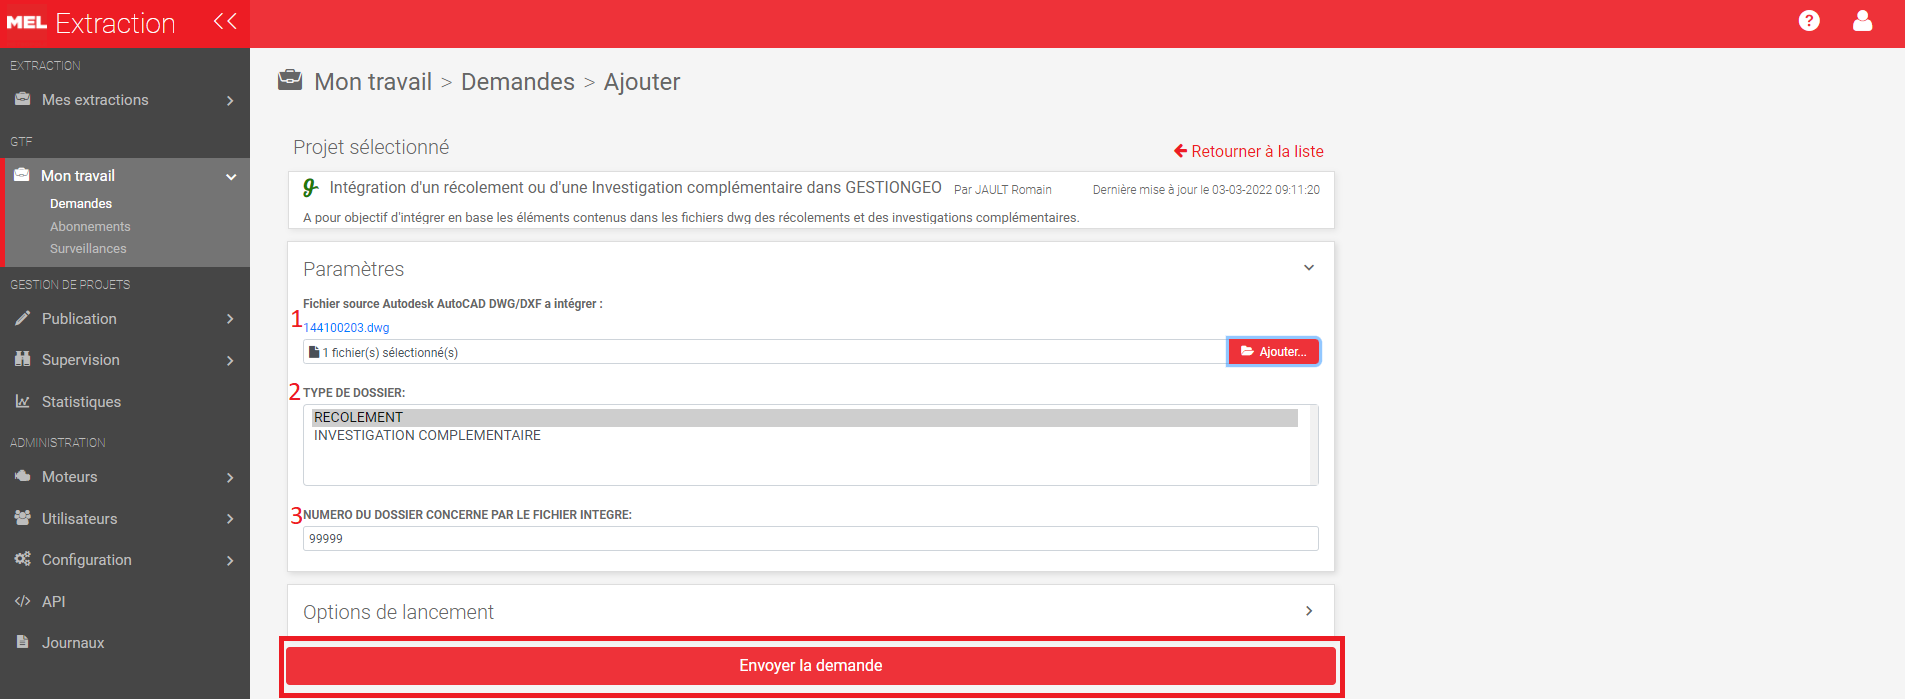 MEL Extraction
EXTRACTION
Mes extractions
GTF
Mon travail
Demandes
Abonnements
Surveillances
GESTION DE PROJETS
Publication
Supervision
Statistiques
ADMINISTRATION
Moteurs
Utilisateurs
Configuration
API
Journaux
Mon travail > Demandes > Ajouter
Projet sélectionné
Retourner à la liste
Intégration d'un récolement ou d'une Investigation complémentaire dans GESTIONGEO Par JAULT Romain Dernière mise à jour le 03-03-2022 09:11:20
A pour objectif d'intégrer en base les éléments contenus dans les fichiers dwg des récolements et des investigations complémentaires.
Paramètres
Fichier source Autodesk AutoCAD DWG/DXF a intégrer :
1 144100203.dwg
1 fichier(s) sélectionné(s) Ajouter...
2 TYPE DE DOSSIER:
RECOLEMENT
INVESTIGATION COMPLEMENTAIRE
3 NUMERO DU DOSSIER CONCERNE PAR LE FICHIER INTEGRE:
99999
Options de lancement
Envoyer la demande